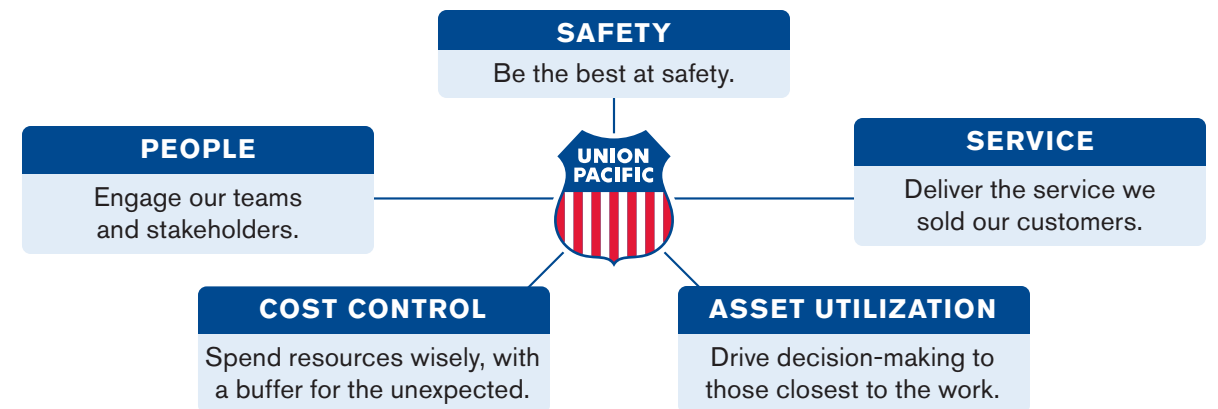 SAFETY
Be the best at safety.
PEOPLE
Engage our teams
and stakeholders.
UNION
PACIFIC
SERVICE
Deliver the service we
sold our customers.
COST CONTROL
Spend resources wisely, with
a buffer for the unexpected.
ASSET UTILIZATION
Drive decision-making to
those closest to the work.